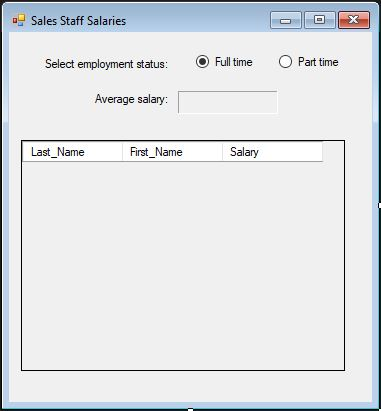 Sales Staff Salaries
Select employment status: Full time Part time
Average salary:
Last_Name First_Name Salary